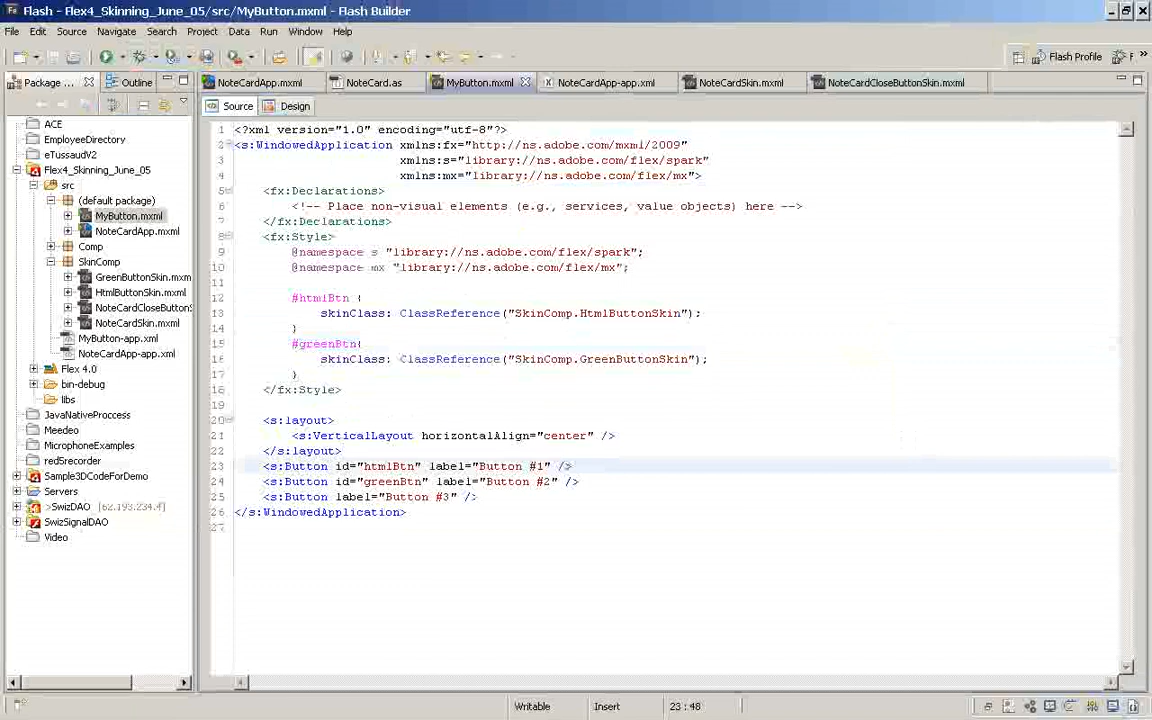 Flash - Flex4_Skinning_June_05/src/MyButton.mxml - Flash Builder
File Edit Source Navigate Search Project Data Run Window Help
Flash Profile
Package ... Outline
NoteCardApp.mxml NoteCard.as MyButton.mxml NoteCardApp-app.xml NoteCardSkin.mxml NoteCardCloseButtonSkin.mxml
Source Design
ACE
EmployeeDirectory
eTussaudV2
Flex4_Skinning_June_05
src
(default package)
MyButton.mxml
NoteCardApp.mxml
Comp
SkinComp
GreenButtonSkin.mxm
HtmlButtonSkin.mxml
NoteCardCloseButtonS
NoteCardSkin.mxml
MyButton-app.xml
NoteCardApp-app.xml
Flex 4.0
bin-debug
libs
JavaNativeProccess
Meedeo
MicrophoneExamples
redSrecorder
Sample3DCodeForDemo
Servers
>SwizDAO [62.193.234.4]
SwizSignalDAO
Video
1 <?xml version="1.0" encoding="utf-8"?>
2 <s:WindowedApplication xmlns:fx="http://ns.adobe.com/mxml/2009"
3 xmlns:s="library://ns.adobe.com/flex/spark"
4 xmlns:mx="library://ns.adobe.com/flex/mx">
5 <fx:Declarations>
6 <!-- Place non-visual elements (e.g., services, value objects) here -->
7 </fx:Declarations>
8 <fx:Style>
9 @namespace s "library://ns.adobe.com/flex/spark";
10 @namespace mx "library://ns.adobe.com/flex/mx";
11
12 #htmlBtn {
13 skinClass: ClassReference("SkinComp.HtmlButtonSkin");
14 }
15 #greenBtn{
16 skinClass: ClassReference("SkinComp.GreenButtonSkin");
17 }
18 </fx:Style>
19
20 <s:layout>
21 <s:VerticalLayout horizontalAlign="center" />
22 </s:layout>
23 <s:Button id="htmlBtn" label="Button #1" />
24 <s:Button id="greenBtn" label="Button #2" />
25 <s:Button label="Button #3" />
26 </s:WindowedApplication>
27
Writable Insert 23 : 48